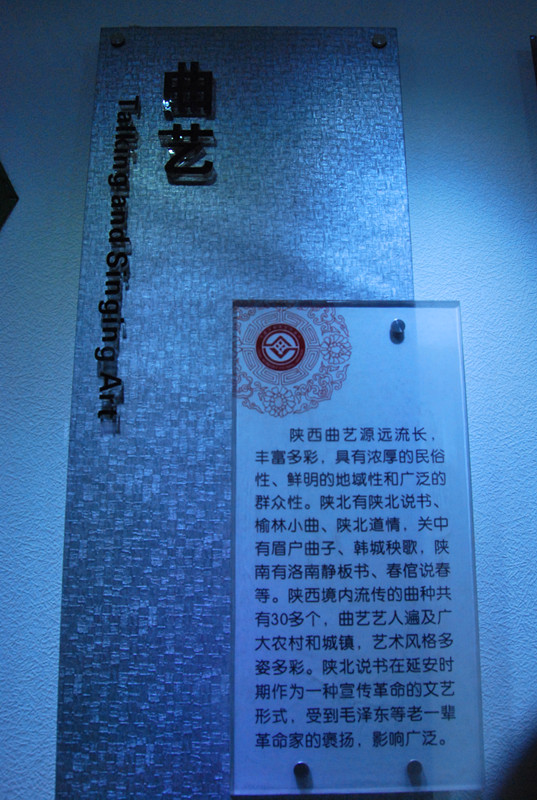 曲艺
Talking and Singing Art
陕西曲艺源远流长，
丰富多彩，具有浓厚的民俗
性、鲜明的地域性和广泛的
群众性。陕北有陕北说书、
榆林小曲、陕北道情，关中
有眉户曲子、韩城秧歌，陕
南有洛南静板书、春倌说春
等。陕西境内流传的曲种共
有30多个，曲艺艺人遍及广
大农村和城镇，艺术风格多
姿多彩。陕北说书在延安时
期作为一种宣传革命的文艺
形式，受到毛泽东等老一辈
革命家的褒扬，影响广泛。